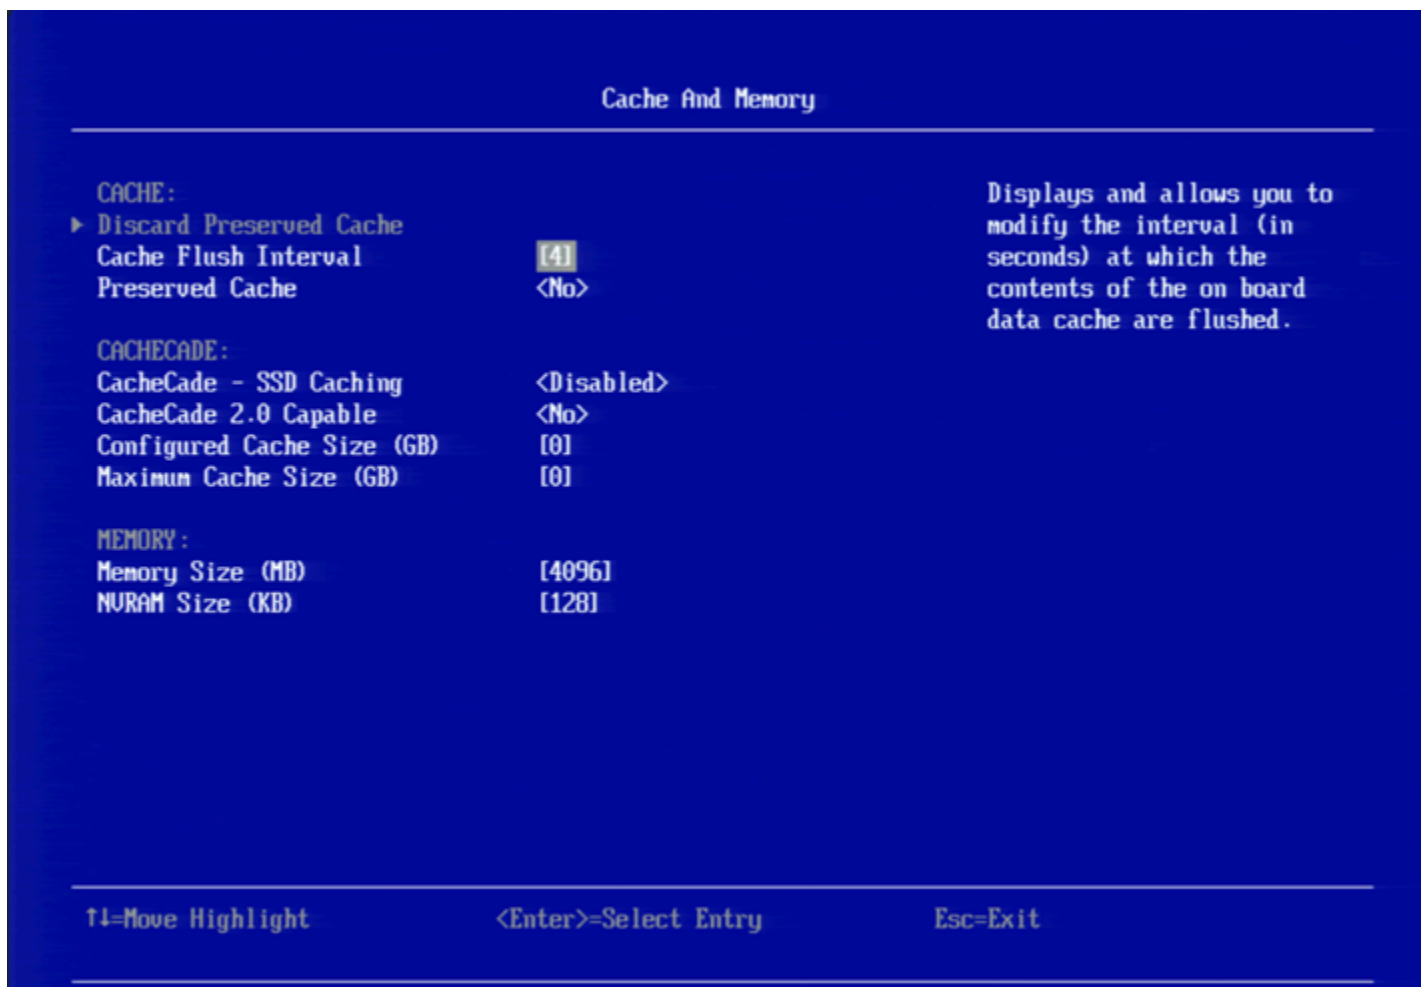 Cache And Memory
CACHE:
Discard Preserved Cache
Cache Flush Interval [4]
Preserved Cache <No>
CACHECADE:
CacheCade - SSD Caching <Disabled>
CacheCade 2.0 Capable <No>
Configured Cache Size (GB) [0]
Maximum Cache Size (GB) [0]
MEMORY:
Memory Size (MB) [4096]
NVRAM Size (KB) [128]
Displays and allows you to
modify the interval (in
seconds) at which the
contents of the on board
data cache are flushed.
↑↓=Move Highlight <Enter>=Select Entry Esc=Exit